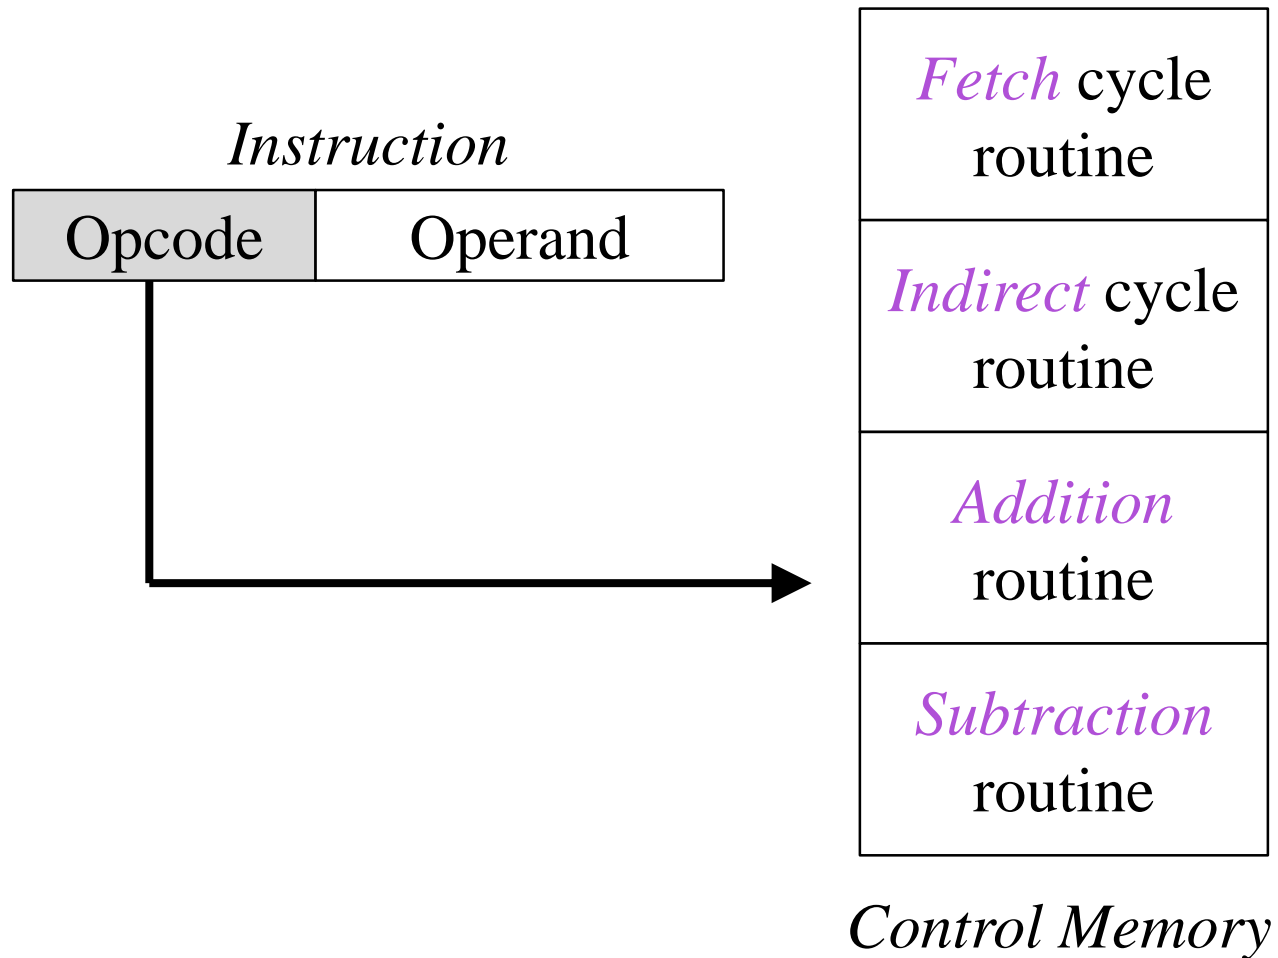 Instruction
Opcode
Operand
Fetch cycle
routine
Indirect cycle
routine
Addition
routine
Subtraction
routine
Control Memory